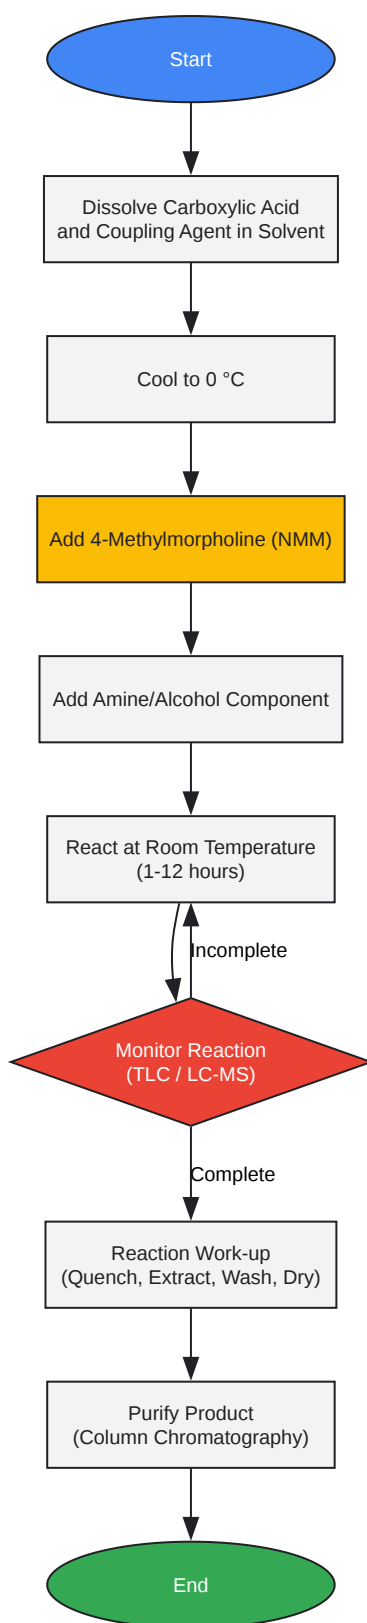 Start
Dissolve Carboxylic Acid
and Coupling Agent in Solvent
Cool to 0 °C
Add 4-Methylmorpholine (NMM)
Add Amine/Alcohol Component
React at Room Temperature
(1-12 hours)
Incomplete
Monitor Reaction
(TLC / LC-MS)
Complete
Reaction Work-up
(Quench, Extract, Wash, Dry)
Purify Product
(Column Chromatography)
End